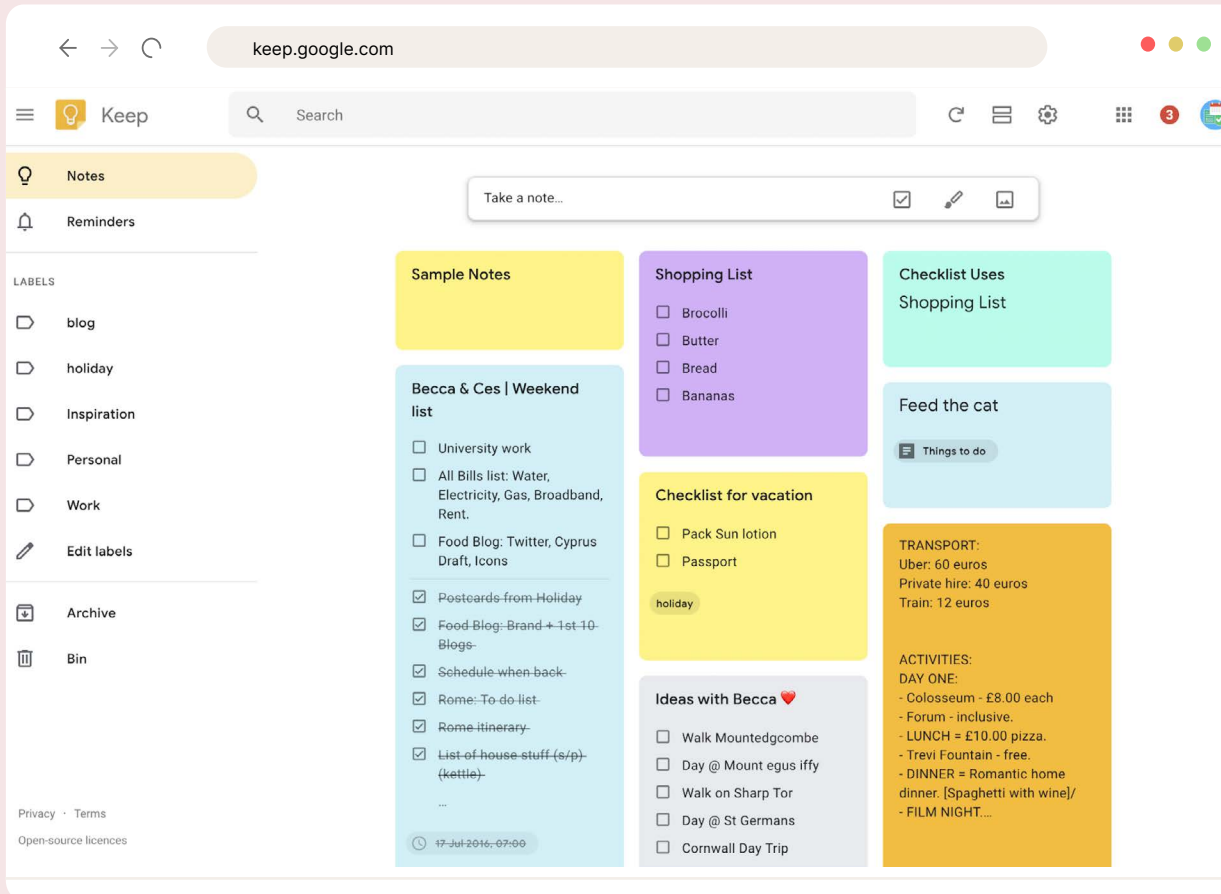 keep.google.com
Keep
Search
3
Notes
Reminders
LABELS
blog
holiday
Inspiration
Personal
Work
Edit labels
Archive
Bin
Privacy · Terms
Open-source licences
Take a note...
Sample Notes
Becca & Ces | Weekend
list
University work
All Bills list: Water,
Electricity, Gas, Broadband,
Rent.
Food Blog: Twitter, Cyprus
Draft, Icons
Postcards from Holiday
Food Blog: Brand + 1st 10
Blogs
Schedule when back
Rome: To do list
Rome itinerary
List of house stuff (s/p)
(kettle)
...
17 Jul 2016, 07:00
Shopping List
Brocolli
Butter
Bread
Bananas
Checklist for vacation
Pack Sun lotion
Passport
holiday
Ideas with Becca ❤️
Walk Mountedgcombe
Day @ Mount egus iffy
Walk on Sharp Tor
Day @ St Germans
Cornwall Day Trip
Checklist Uses
Shopping List
Feed the cat
Things to do
TRANSPORT:
Uber: 60 euros
Private hire: 40 euros
Train: 12 euros
ACTIVITIES:
DAY ONE:
- Colosseum - £8.00 each
- Forum - inclusive.
- LUNCH = £10.00 pizza.
- Trevi Fountain - free.
- DINNER = Romantic home
dinner. [Spaghetti with wine]/
- FILM NIGHT....